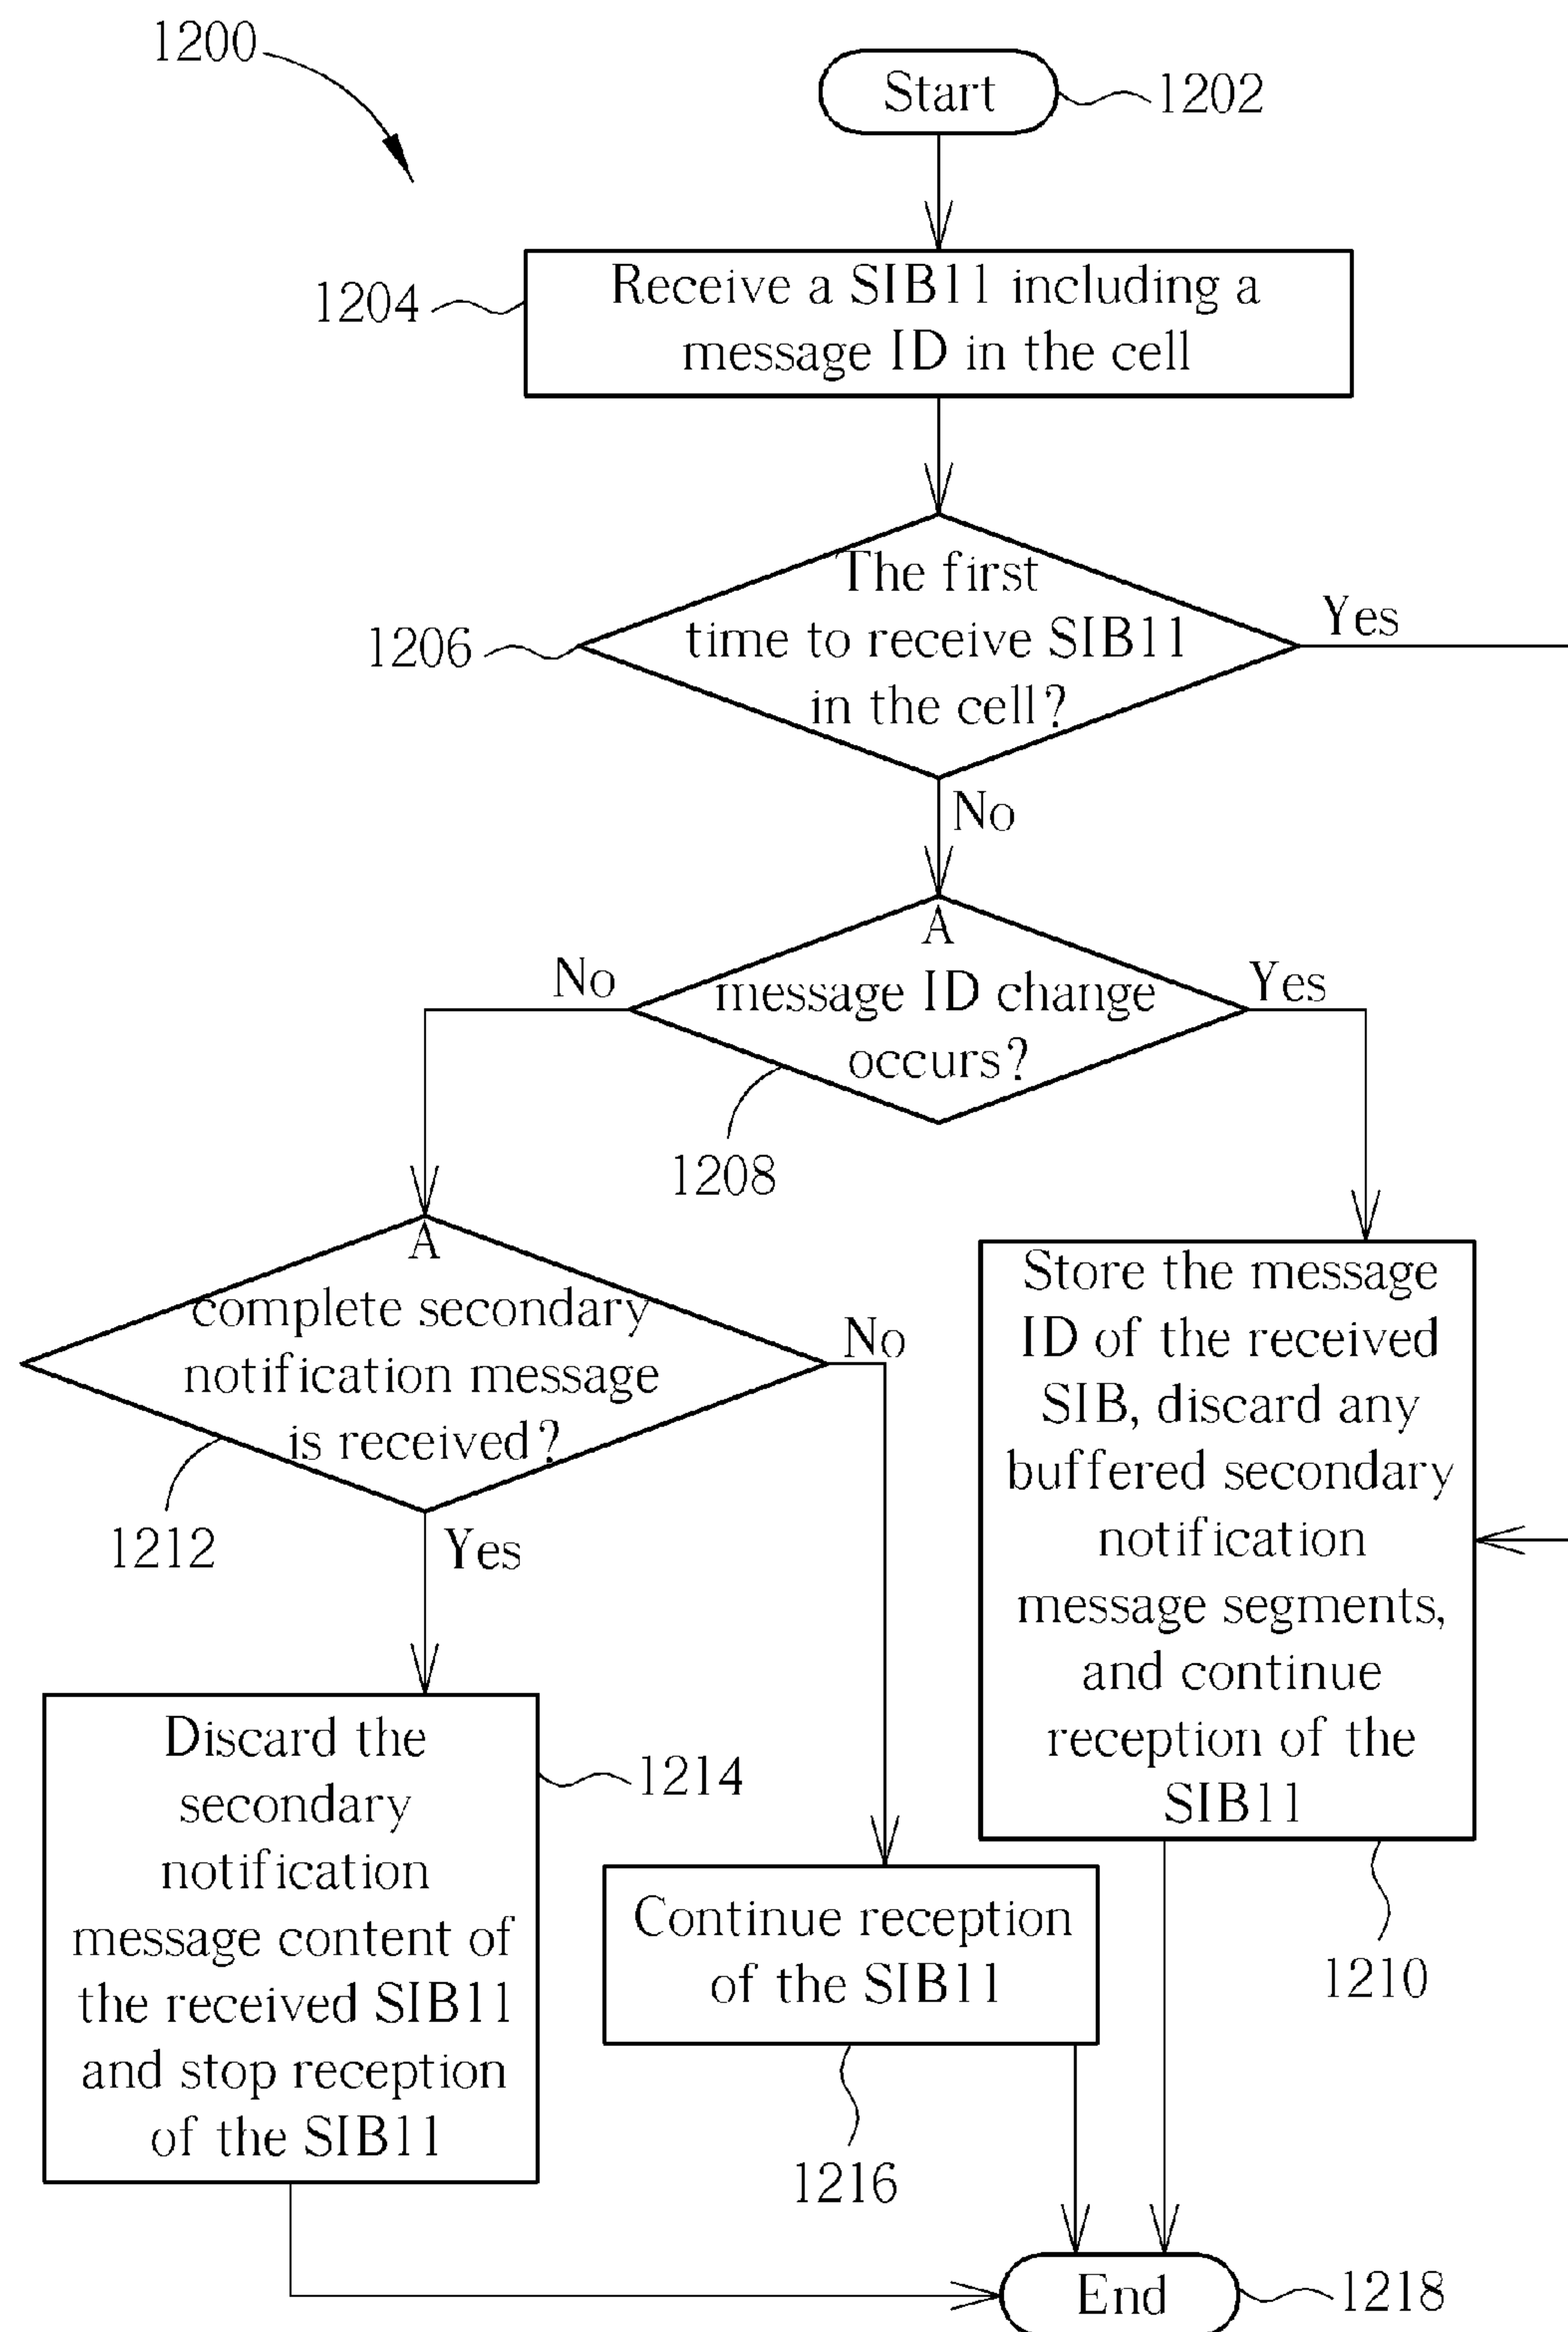 1200
Start
1202
1204
Receive a SIB11 including a
message ID in the cell
The first
time to receive SIB11
in the cell?
1206
Yes
No
A
message ID change
occurs?
No
Yes
1208
A
complete secondary
notification message
is received?
No
1212
Yes
Store the message
ID of the received
SIB, discard any
buffered secondary
notification
message segments,
and continue
reception of the
SIB11
1210
Discard the
secondary
notification
message content of
the received SIB11
and stop reception
of the SIB11
1214
Continue reception
of the SIB11
1216
End
1218